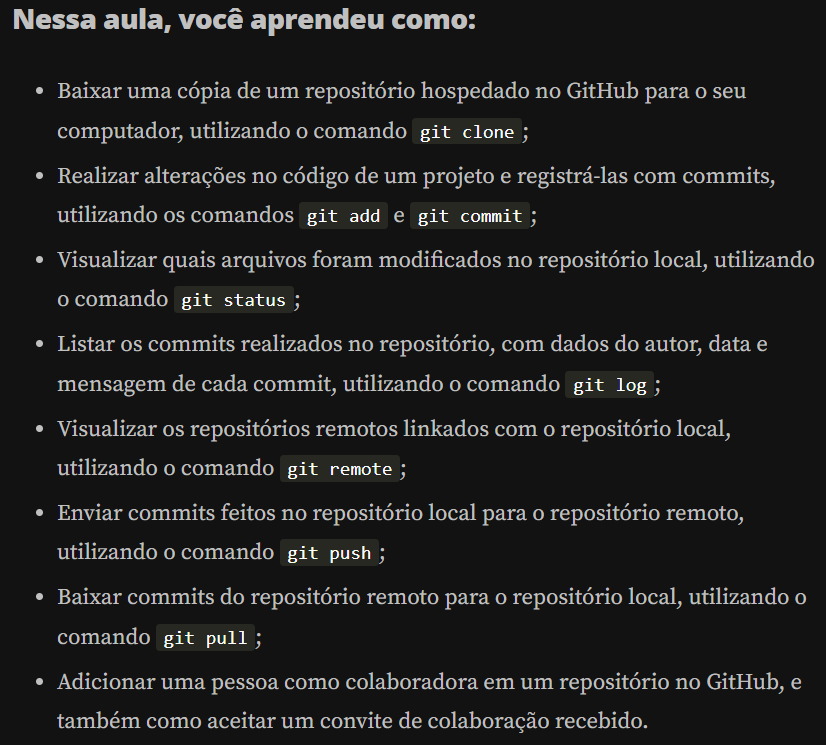 Nessa aula, você aprendeu como:
• Baixar uma cópia de um repositório hospedado no GitHub para o seu
computador, utilizando o comando git clone;
• Realizar alterações no código de um projeto e registrá-las com commits,
utilizando os comandos git add e git commit;
• Visualizar quais arquivos foram modificados no repositório local, utilizando
o comando git status;
• Listar os commits realizados no repositório, com dados do autor, data e
mensagem de cada commit, utilizando o comando git log;
• Visualizar os repositórios remotos linkados com o repositório local,
utilizando o comando git remote;
• Enviar commits feitos no repositório local para o repositório remoto,
utilizando o comando git push;
• Baixar commits do repositório remoto para o repositório local, utilizando o
comando git pull;
• Adicionar uma pessoa como colaboradora em um repositório no GitHub, e
também como aceitar um convite de colaboração recebido.